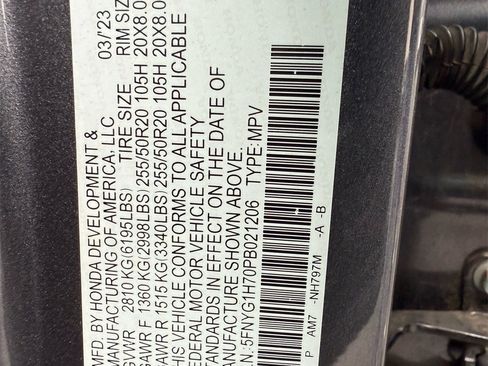 MFD. BY HONDA DEVELOPMENT & 03/'23
MANUFACTURING OF AMERICA, LLC
GVWR 2810 KG(6195LBS) TIRE SIZE RIM SIZE
GAWR F 1360 KG(2998LBS) 255/50R20 105H 20X8.0
GAWR R 1515 KG(3340LBS) 255/50R20 105H 20X8.0
THIS VEHICLE CONFORMS TO ALL APPLICABLE
FEDERAL MOTOR VEHICLE SAFETY
STANDARDS IN EFFECT ON THE DATE OF
MANUFACTURE SHOWN ABOVE.
.N.:5FNYG1H70PB021206 TYPE:MPV
P AM7 -NH797M -A -B